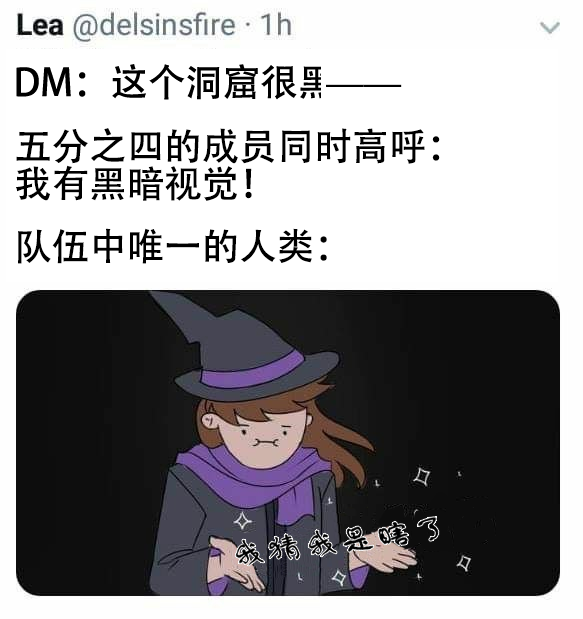 Lea @delsinsfire · 1h
DM：这个洞窟很黑——
五分之四的成员同时高呼：
我有黑暗视觉！
队伍中唯一的人类：
我猜我是瞎了